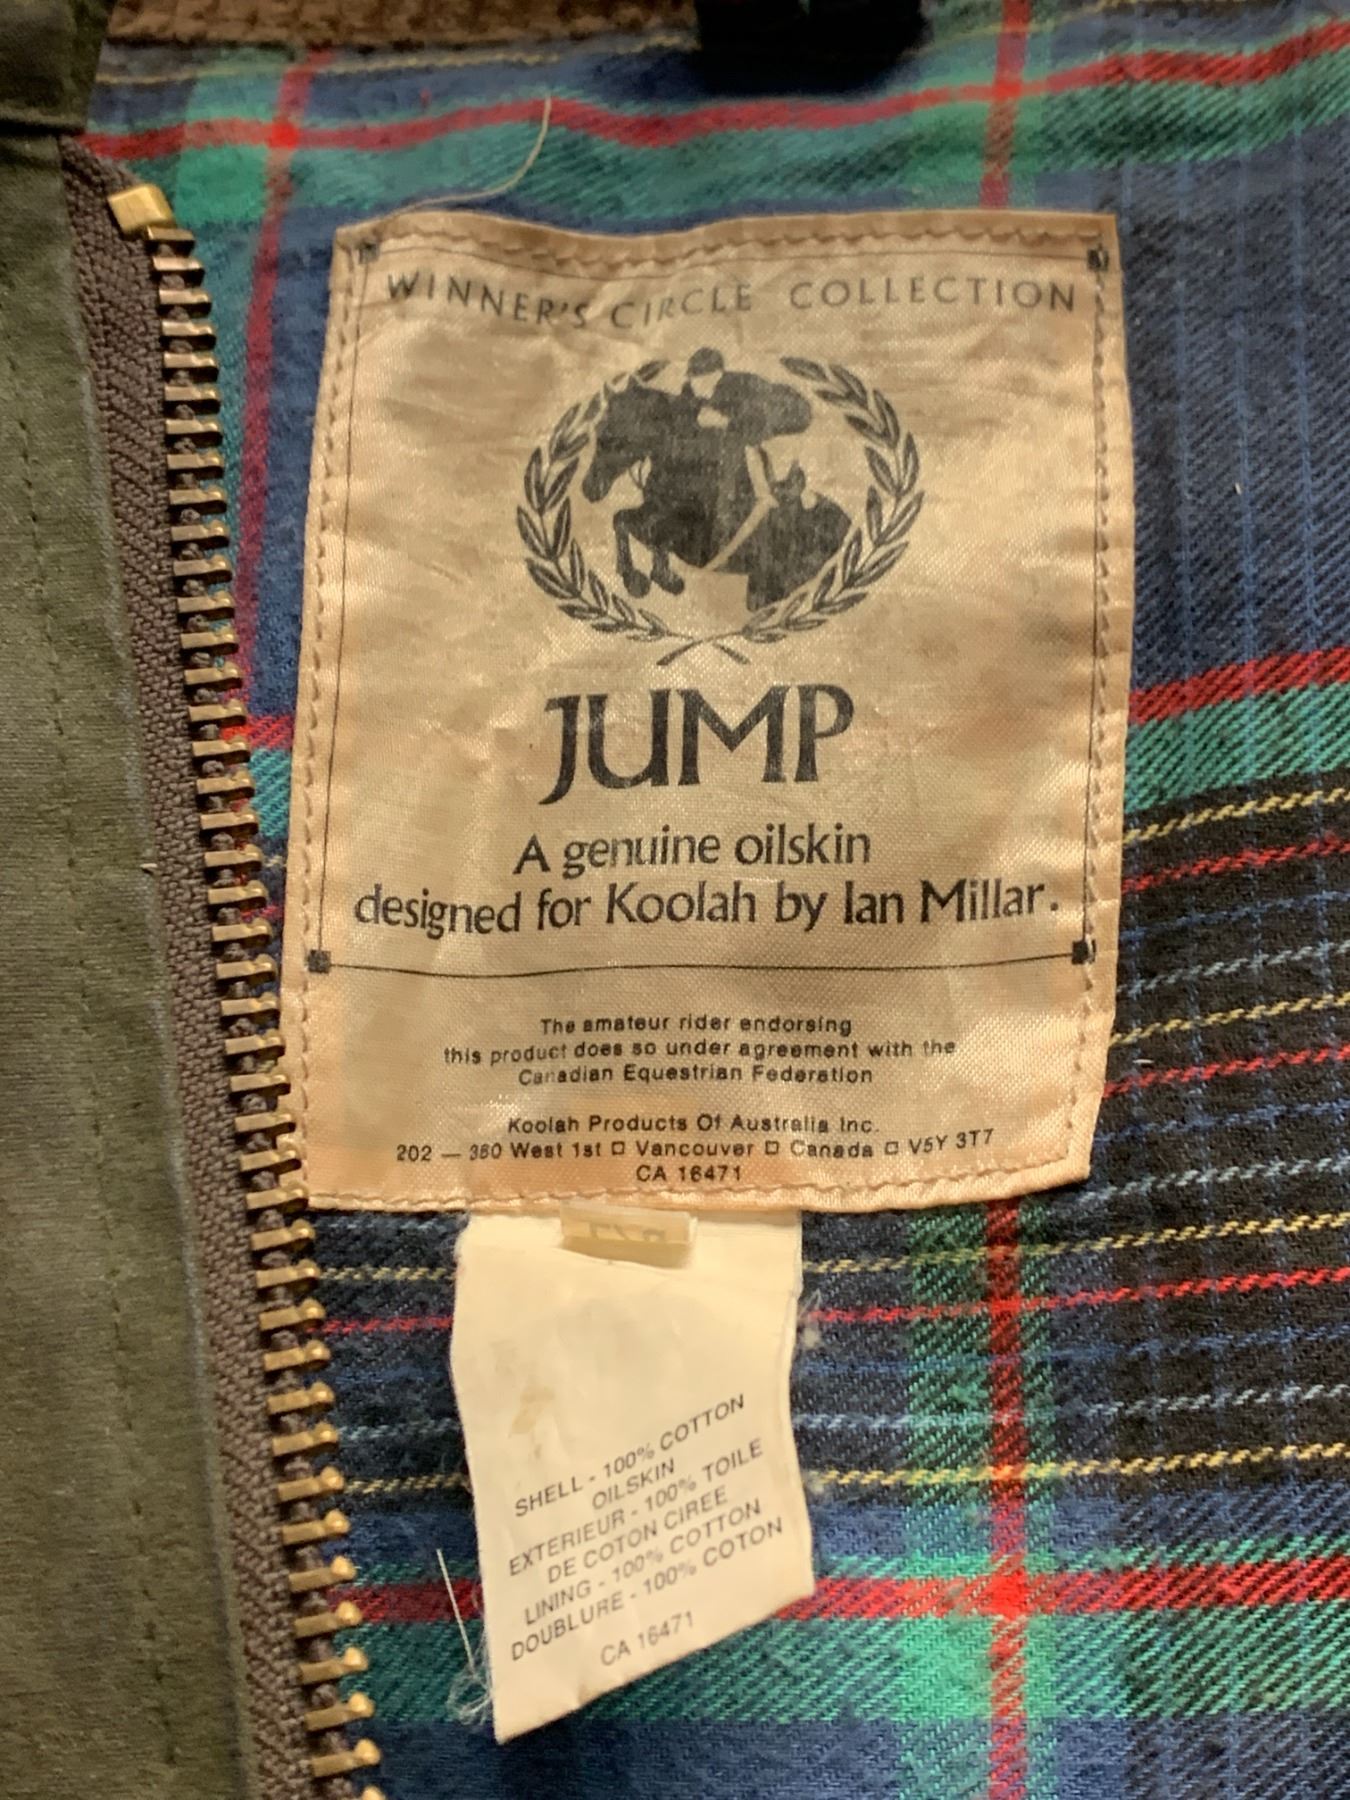 WINNER'S CIRCLE COLLECTION
JUMP
A genuine oilskin
designed for Koolah by Ian Millar.
The amateur rider endorsing
this product does so under agreement with the
Canadian Equestrian Federation
Koolah Products Of Australia Inc.
202 — 380 West 1st □ Vancouver □ Canada □ V5Y 3T7
CA 16471
SHELL - 100% COTTON
OILSKIN
EXTERIEUR - 100% TOILE
DE COTON CIREE
LINING - 100% COTTON
DOUBLURE - 100% COTON
CA 16471